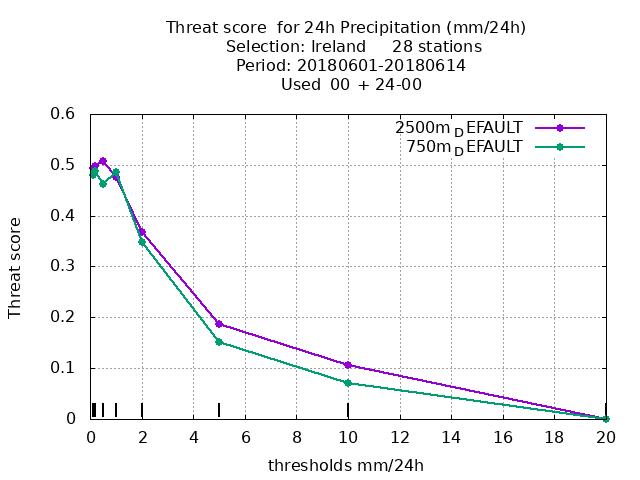 Threat score  for 24h Precipitation (mm/24h)
Selection: Ireland     28 stations
Period: 20180601-20180614
Used  00 + 24-00
2500m_DEFAULT
750m_DEFAULT
0.6
0.5
0.4
0.3
0.2
0.1
0
Threat score
0 2 4 6 8 10 12 14 16 18 20
thresholds mm/24h